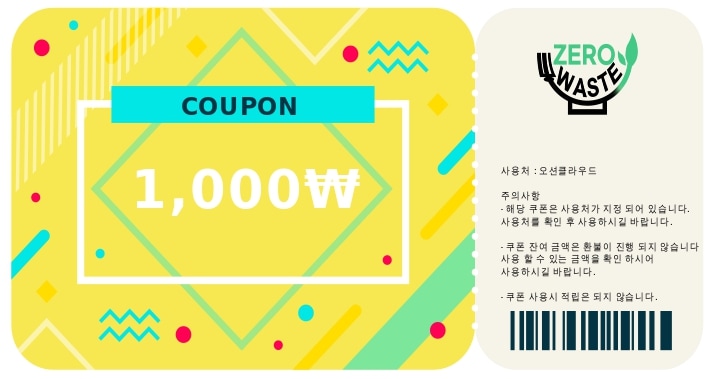 COUPON
1,000₩
ZERO
WASTE
사용처 : 오션클라우드
주의사항
- 해당 쿠폰은 사용처가 지정 되어 있습니다.
사용처를 확인 후 사용하시길 바랍니다.
- 쿠폰 잔여 금액은 환불이 진행 되지 않습니다
사용 할 수 있는 금액을 확인 하시어
사용하시길 바랍니다.
- 쿠폰 사용시 적립은 되지 않습니다.